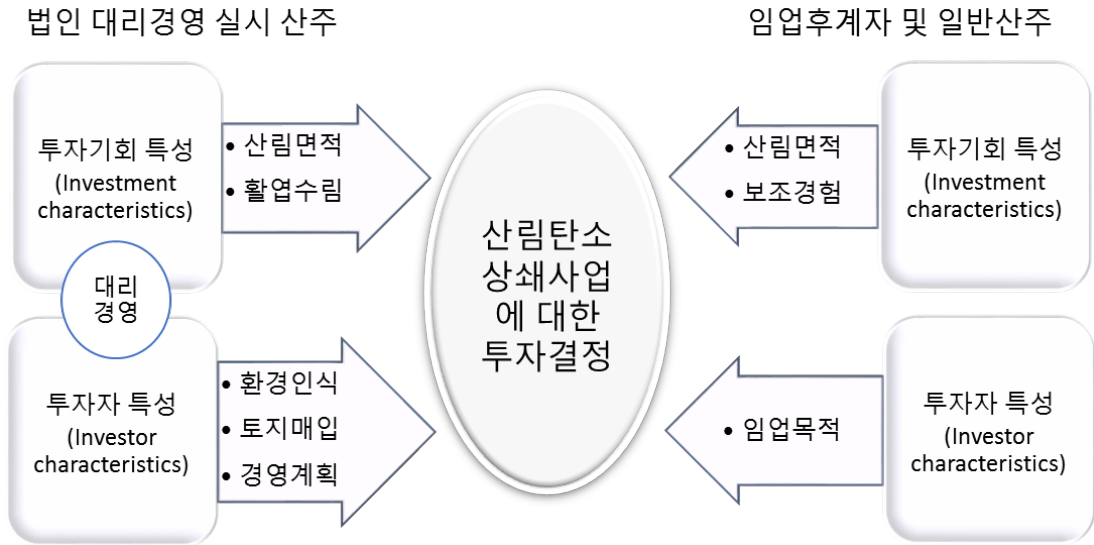 법인 대리경영 실시 산주
임업후계자 및 일반산주
투자기회 특성
(Investment
characteristics)
• 산림면적
• 활엽수림
대리
경영
투자자 특성
(Investor
characteristics)
• 환경인식
• 토지매입
• 경영계획
산림탄소
상쇄사업
에 대한
투자결정
• 산림면적
• 보조경험
투자기회 특성
(Investment
characteristics)
• 임업목적
투자자 특성
(Investor
characteristics)